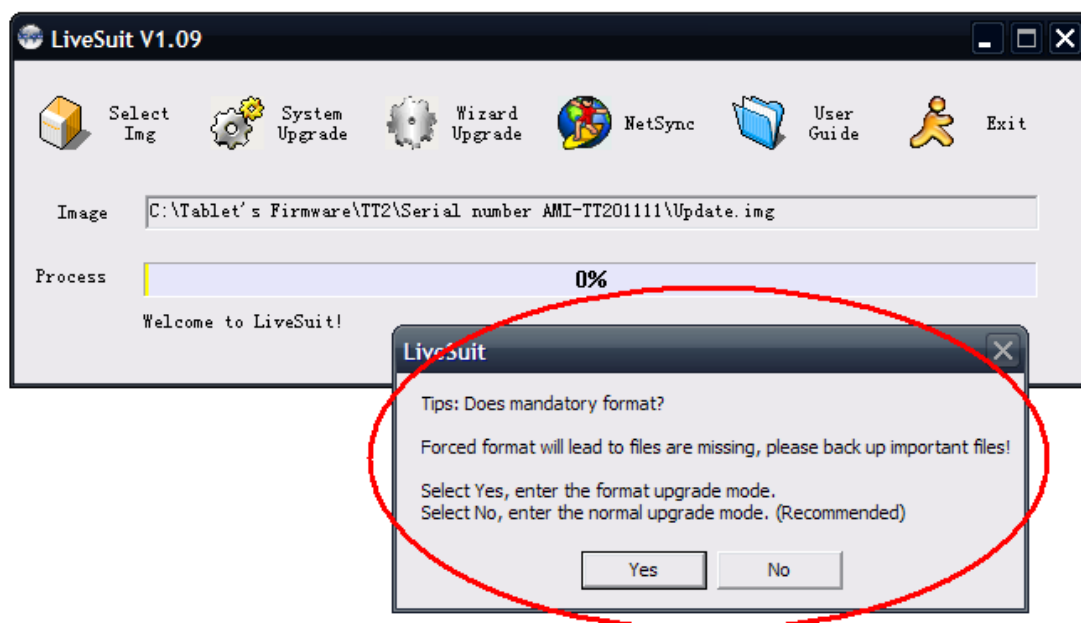 LiveSuit V1.09
Select Img
System Upgrade
Wizard Upgrade
NetSync
User Guide
Exit
Image
C:\Tablet's Firmware\TT2\Serial number AMI-TT201111\Update.img
Process
0%
Welcome to LiveSuit!
LiveSuit
Tips: Does mandatory format?
Forced format will lead to files are missing, please back up important files!
Select Yes, enter the format upgrade mode.
Select No, enter the normal upgrade mode. (Recommended)
Yes
No